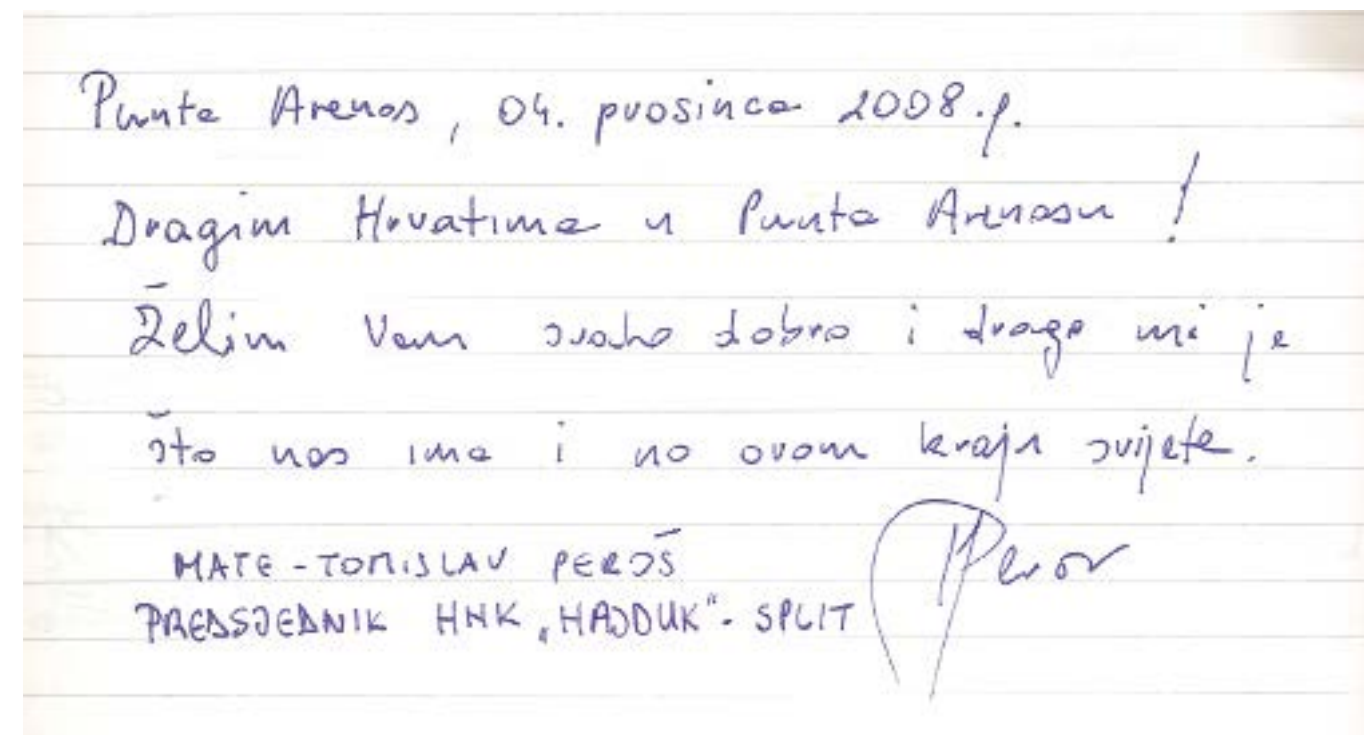 Punta Arenas, 04. prosinca 2008.g.
Dragim Hrvatima u Punta Arenasu!
Želim Vam svako dobro i drago mi je
što nas ima i na ovom kraju svijeta.
MATE-TOMISLAV PEROŠ
PREDSJEDNIK HNK „HAJDUK"- SPLIT